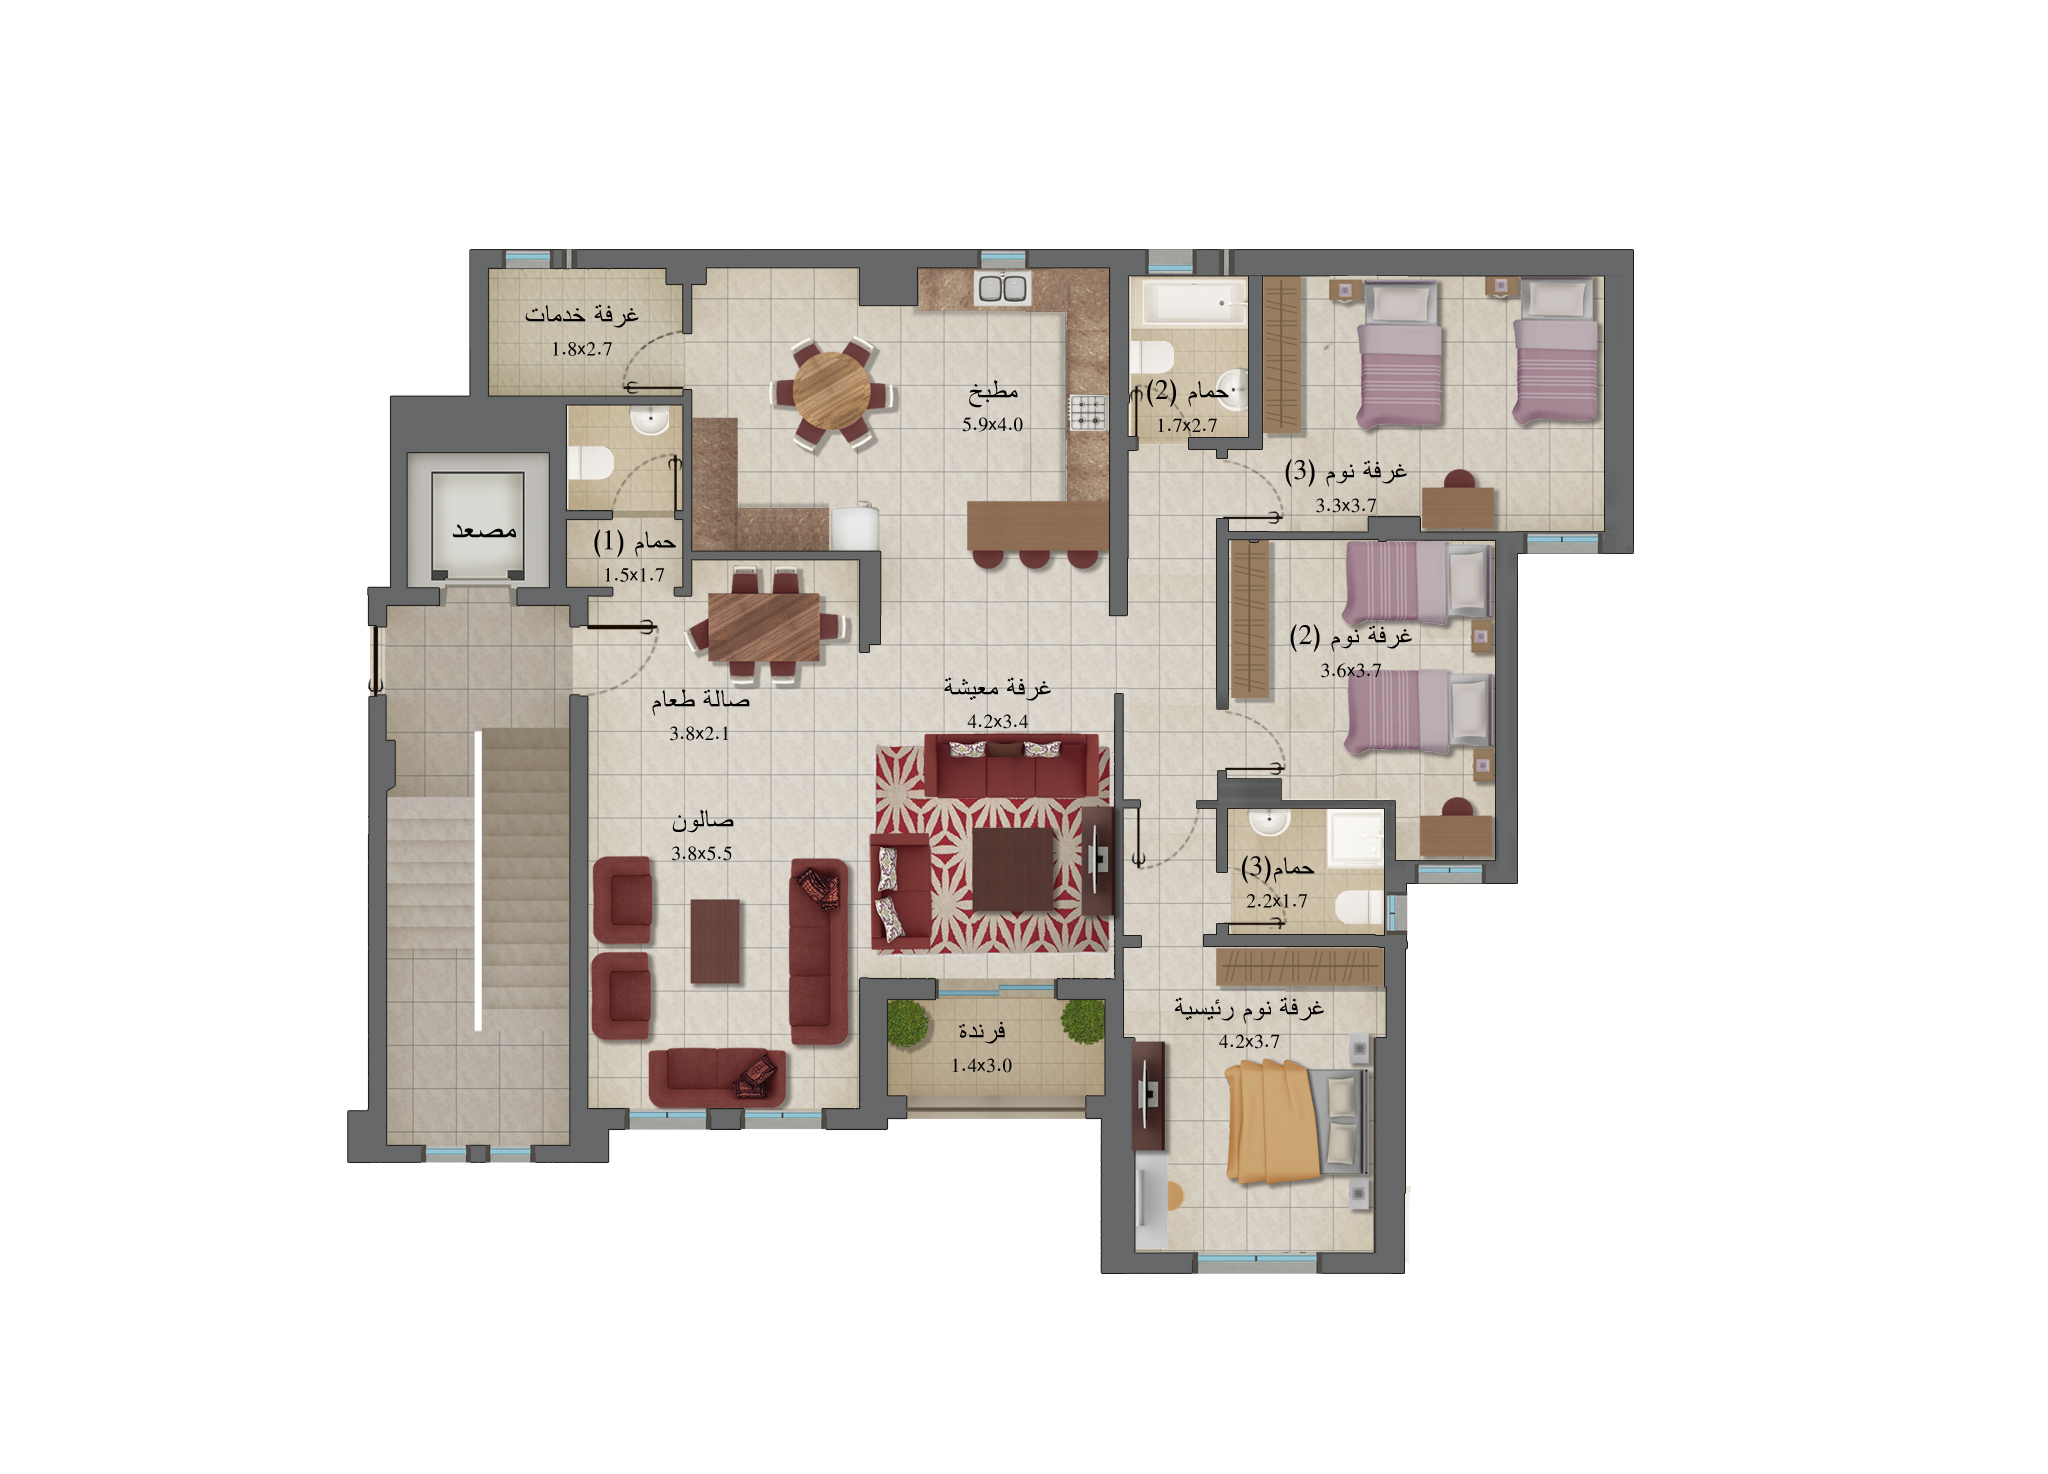 غرفة خدمات
1.8x2.7
مطبخ
5.9x4.0
حمام (2)
1.7x2.7
غرفة نوم (3)
3.3x3.7
مصعد
حمام (1)
1.5x1.7
غرفة نوم (2)
3.6x3.7
غرفة معيشة
4.2x3.4
صالة طعام
3.8x2.1
صالون
3.8x5.5
حمام(3)
2.2x1.7
غرفة نوم رئيسية
4.2x3.7
فرندة
1.4x3.0